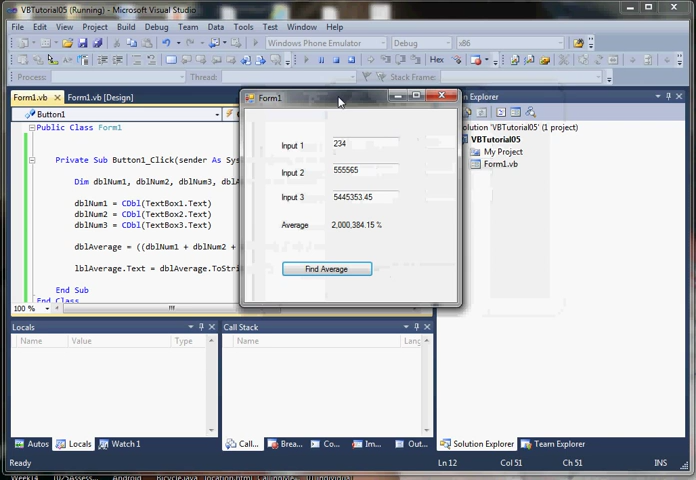 VBTutorial05 (Running) - Microsoft Visual Studio
File Edit View Project Build Debug Team Data Tools Test Window Help
Windows Phone Emulator Debug x86
Hex
Process: Thread: Stack Frame:
Form1.vb Form1.vb [Design]
Button1
Public Class Form1
Private Sub Button1_Click(sender As Sys
Dim dblNum1, dblNum2, dblNum3, dblA
dblNum1 = CDbl(TextBox1.Text)
dblNum2 = CDbl(TextBox2.Text)
dblNum3 = CDbl(TextBox3.Text)
dblAverage = ((dblNum1 + dblNum2 +
lblAverage.Text = dblAverage.ToStri
End Sub
End Class
100 %
Form1
Input 1 234
Input 2 555565
Input 3 5445353.45
Average 2,000,384.15 %
Find Average
Explorer
olution 'VBTutorial05' (1 project)
VBTutorial05
My Project
Form1.vb
Locals
Name Value Type
Call Stack
Name Lang
Autos Locals Watch 1
Call... Brea... Co... Im... Out...
Solution Explorer Team Explorer
Ready Ln 12 Col 51 Ch 51 INS